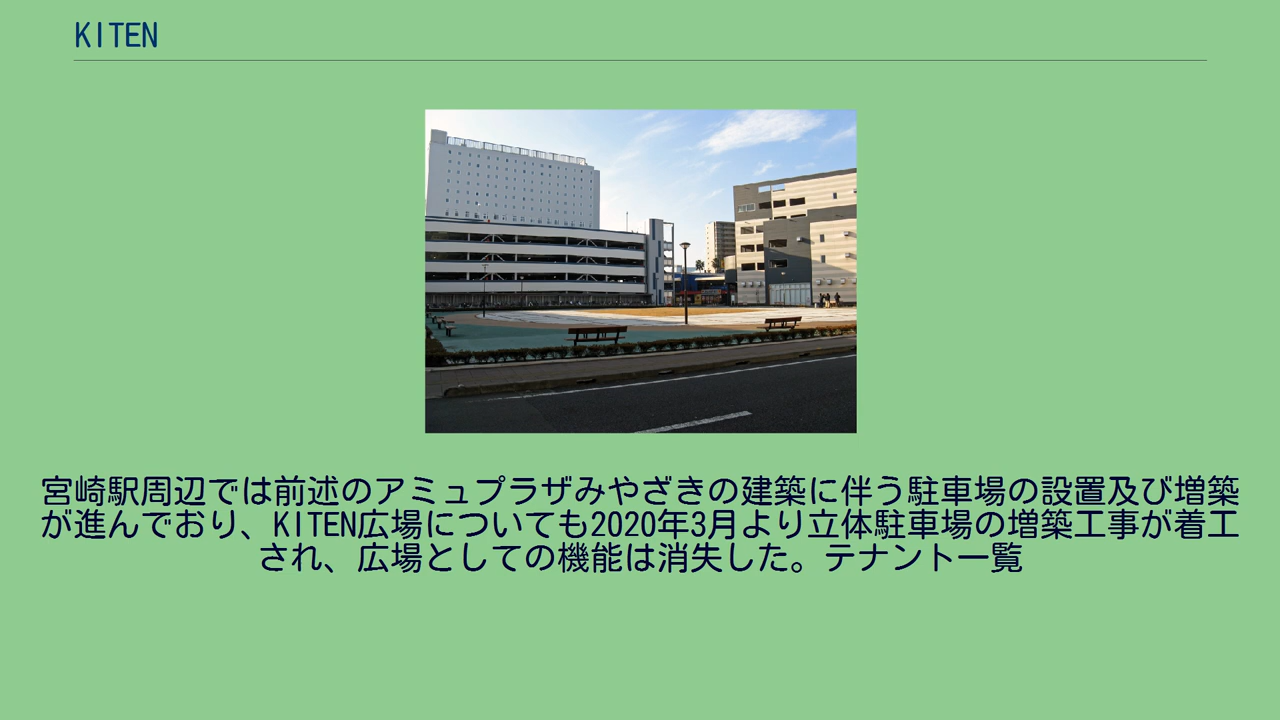 KITEN
宮崎駅周辺では前述のアミュプラザみやざきの建築に伴う駐車場の設置及び増築
が進んでおり、KITEN広場についても2020年3月より立体駐車場の増築工事が着工
され、広場としての機能は消失した。テナント一覧